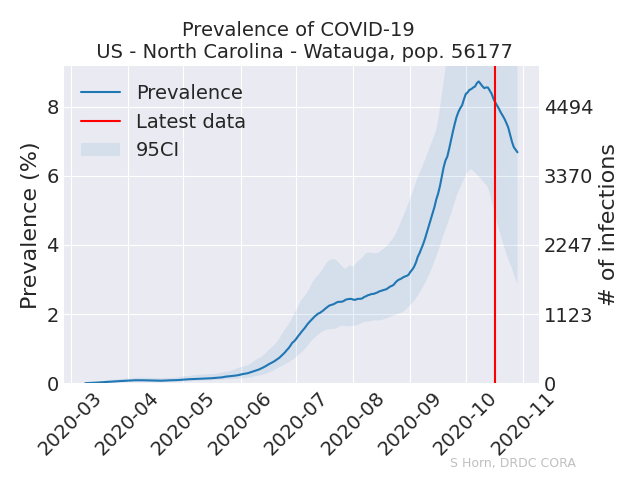 Prevalence of COVID-19
US - North Carolina - Watauga, pop. 56177
Prevalence
Latest data
95CI
Prevalence (%)
8
6
4
2
0
4494
3370
2247
1123
0
# of infections
2020-03
2020-04
2020-05
2020-06
2020-07
2020-08
2020-09
2020-10
2020-11
S Horn, DRDC CORA